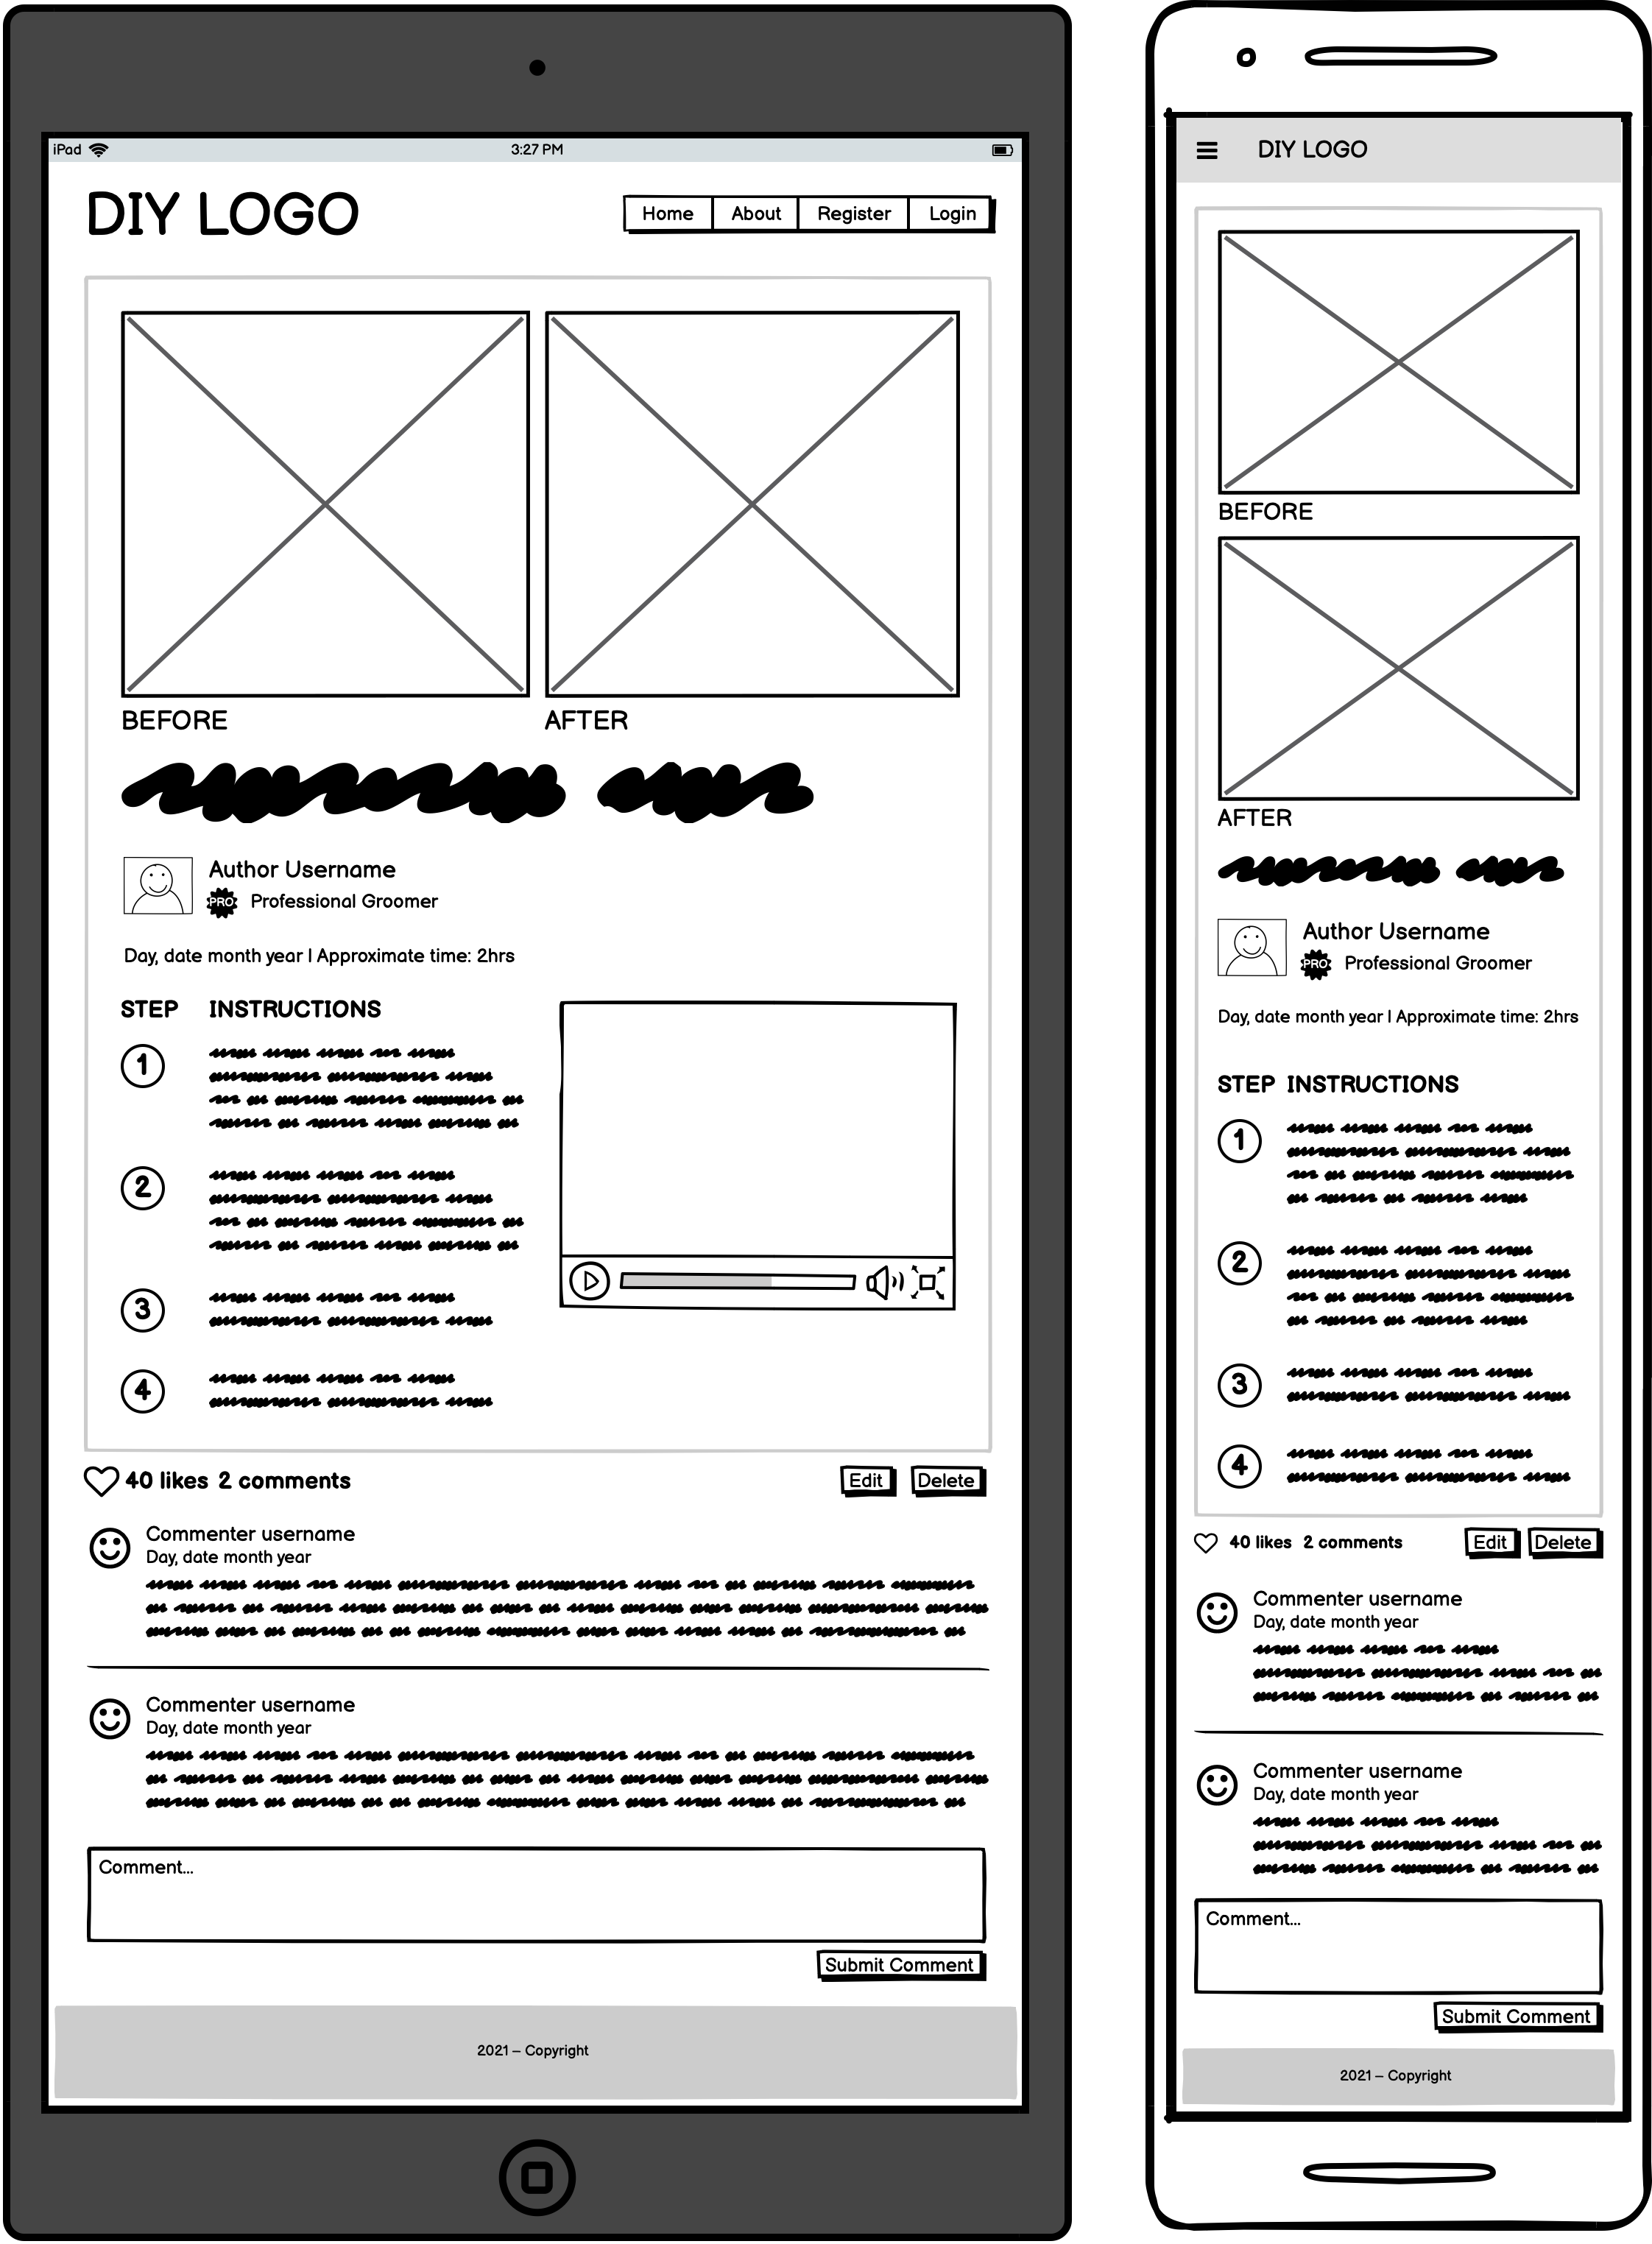 iPad 3:27 PM
DIY LOGO
Home About Register Login
BEFORE AFTER
Author Username
PRO Professional Groomer
Day, date month year | Approximate time: 2hrs
STEP INSTRUCTIONS
1
2
3
4
40 likes 2 comments Edit Delete
Commenter username
Day, date month year
Commenter username
Day, date month year
Comment...
Submit Comment
2021 – Copyright
DIY LOGO
BEFORE
AFTER
Author Username
PRO Professional Groomer
Day, date month year | Approximate time: 2hrs
STEP INSTRUCTIONS
1
2
3
4
40 likes 2 comments Edit Delete
Commenter username
Day, date month year
Commenter username
Day, date month year
Comment...
Submit Comment
2021 – Copyright